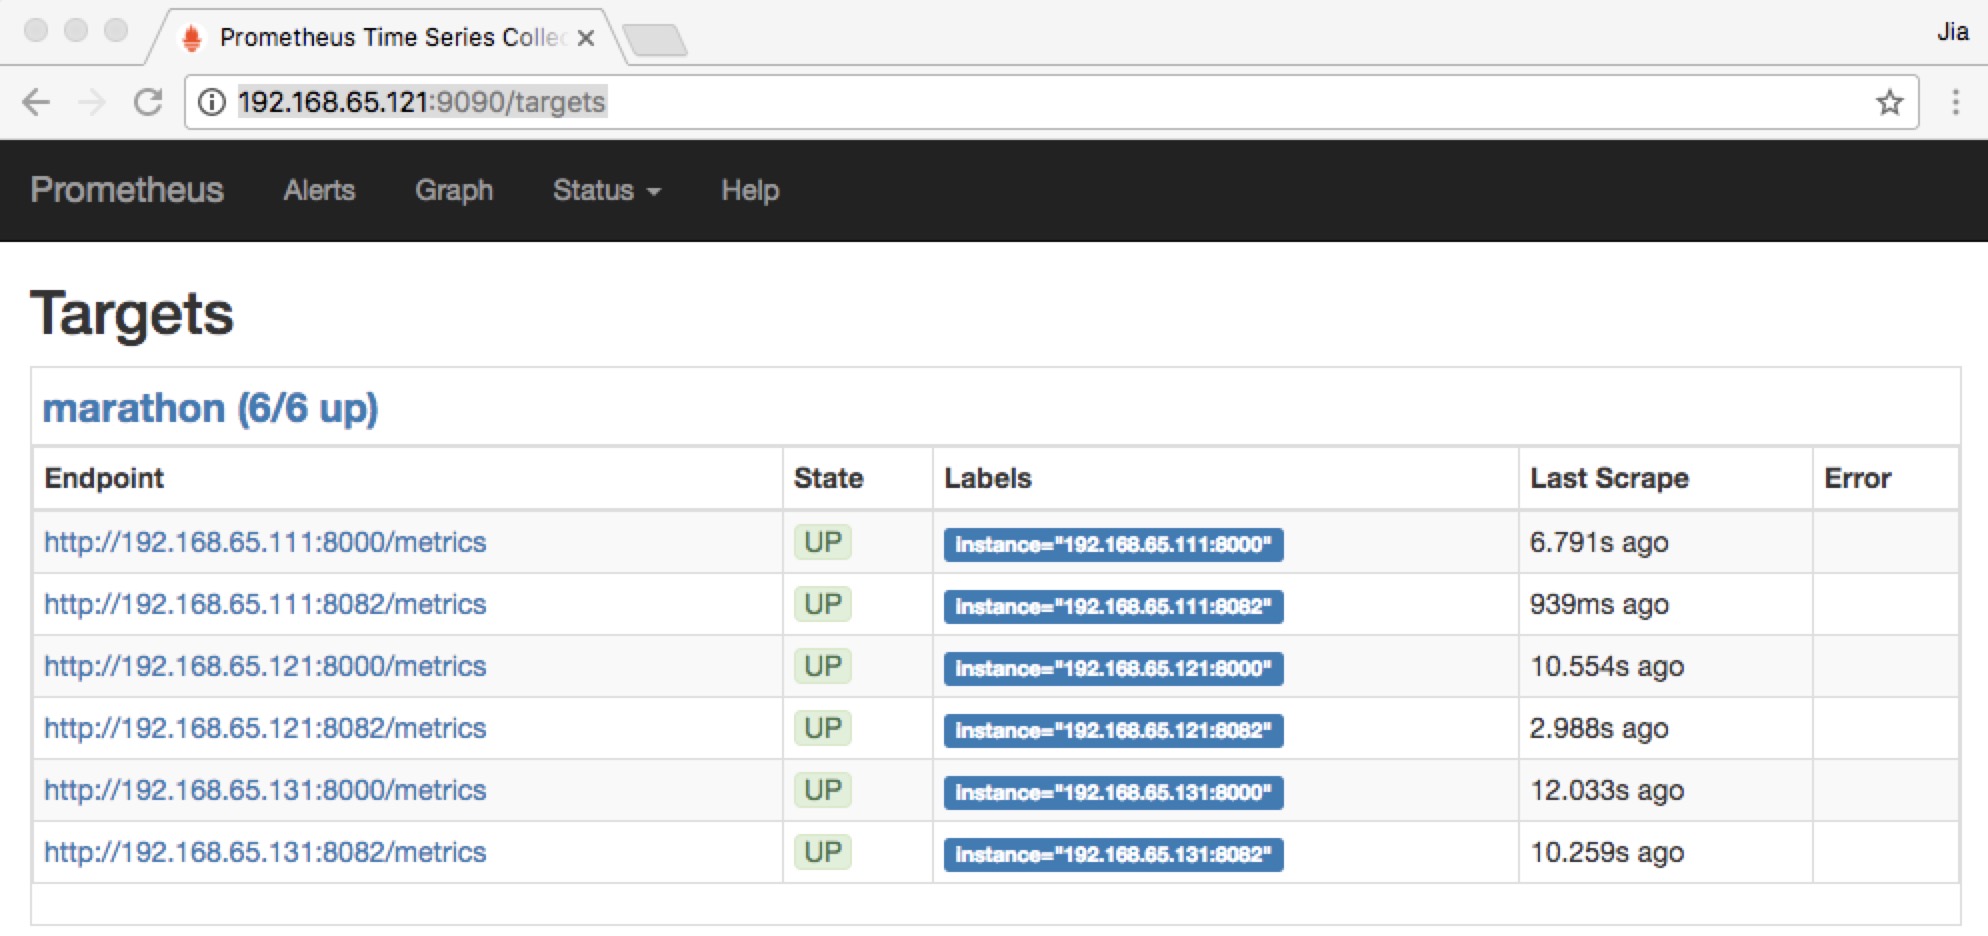 Prometheus Time Series Collec
Jia
192.168.65.121:9090/targets
Prometheus Alerts Graph Status Help
Targets
marathon (6/6 up)
Endpoint State Labels Last Scrape Error
http://192.168.65.111:8000/metrics UP instance="192.168.65.111:8000" 6.791s ago
http://192.168.65.111:8082/metrics UP instance="192.168.65.111:8082" 939ms ago
http://192.168.65.121:8000/metrics UP instance="192.168.65.121:8000" 10.554s ago
http://192.168.65.121:8082/metrics UP instance="192.168.65.121:8082" 2.988s ago
http://192.168.65.131:8000/metrics UP instance="192.168.65.131:8000" 12.033s ago
http://192.168.65.131:8082/metrics UP instance="192.168.65.131:8082" 10.259s ago